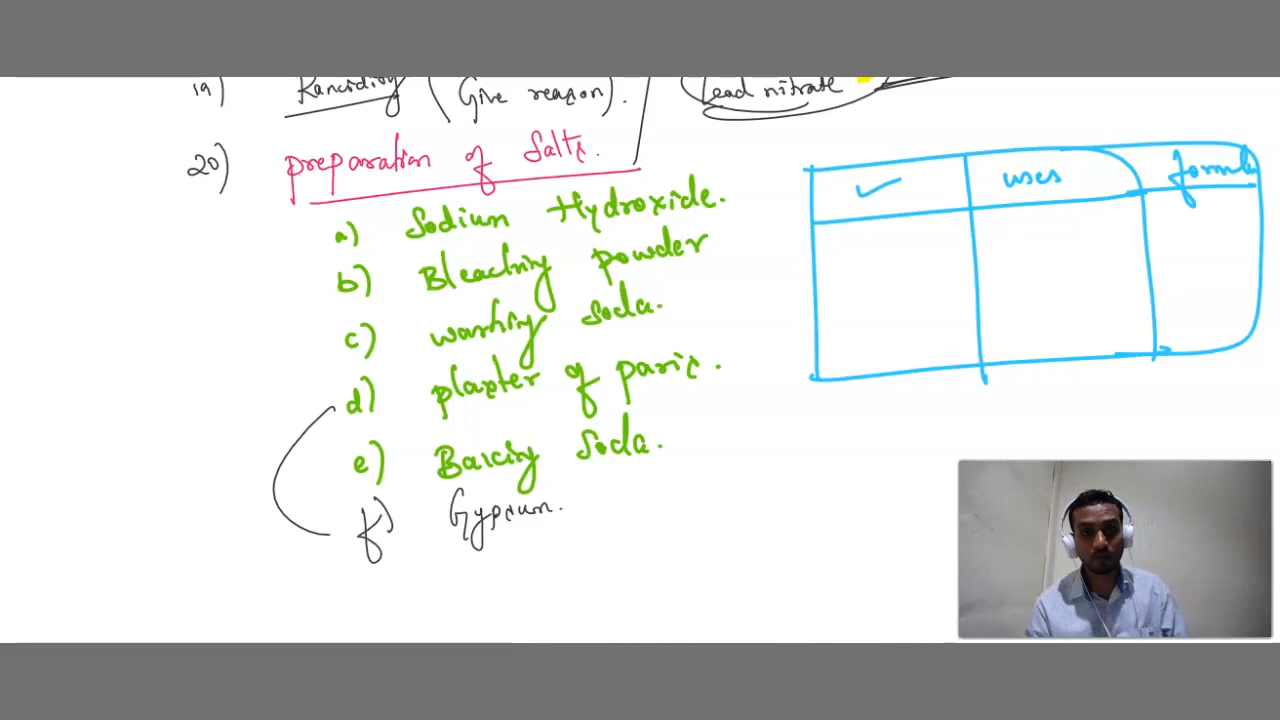 19) Rancidity (Give reason). Lead nitrate
20) preparation of Salts.
a) Sodium Hydroxide.
b) Bleaching powder
c) washing Soda.
d) plaster of paris.
e) Baking Soda.
f) Gypsum.
✓ uses formula